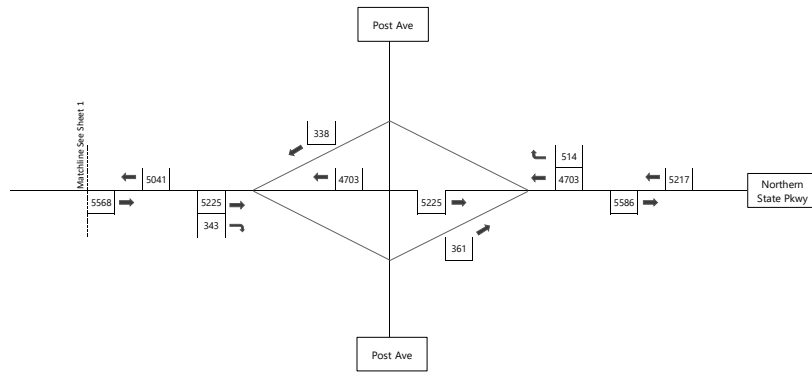 Post Ave
Matchline See Sheet 1
338
514
5041
4703
4703
5217
Northern
State Pkwy
5568
5225
5225
5586
343
361
Post Ave